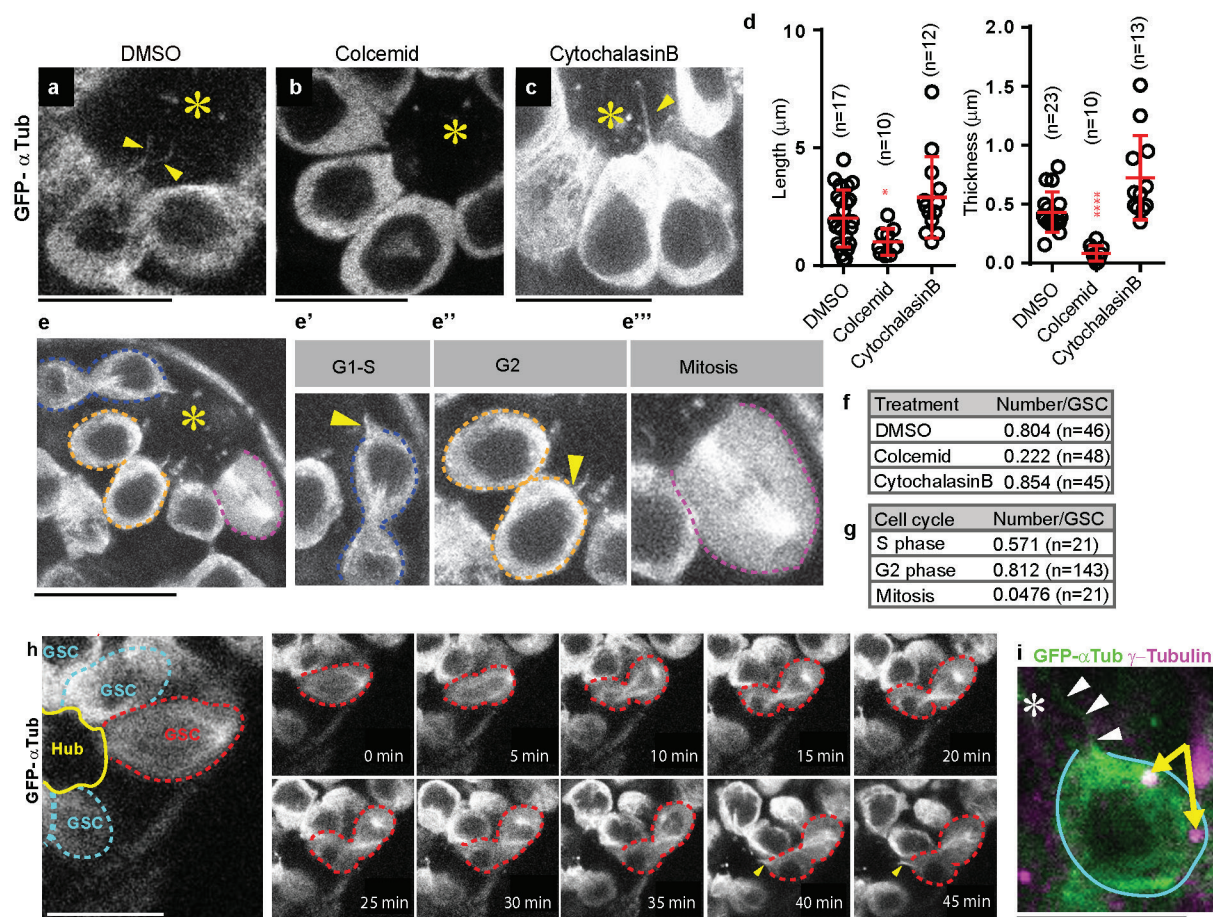 DMSO
Colcemid
CytochalasinB
GFP- α Tub
a
*
b
*
c
*
d
Length (μm)
10
5
0
(n=17)
(n=10)
(n=12)
*
DMSO
Colcemid
CytochalasinB
Thickness (μm)
2.0
1.5
1.0
0.5
0.0
(n=23)
(n=10)
(n=13)
****
DMSO
Colcemid
CytochalasinB
e
*
e'
G1-S
e''
G2
e'''
Mitosis
f
Treatment Number/GSC
DMSO 0.804 (n=46)
Colcemid 0.222 (n=48)
CytochalasinB 0.854 (n=45)
g
Cell cycle Number/GSC
S phase 0.571 (n=21)
G2 phase 0.812 (n=143)
Mitosis 0.0476 (n=21)
h
GFP- αTub
GSC
GSC
GSC
Hub
GSC
0 min
5 min
10 min
15 min
20 min
25 min
30 min
35 min
40 min
45 min
i
GFP-αTub γ-Tubulin
*